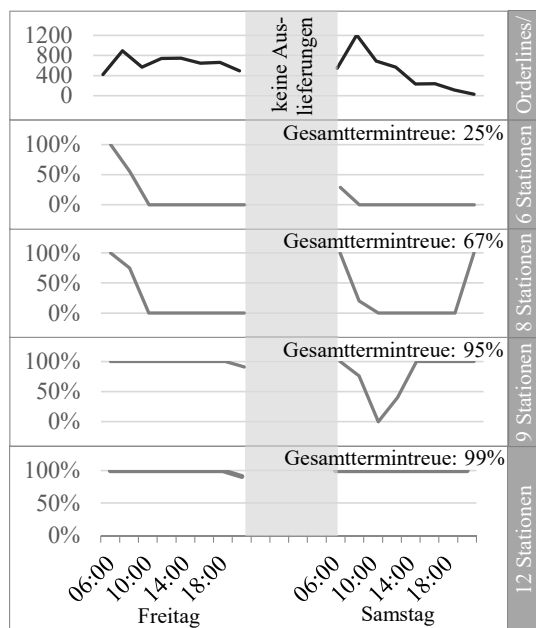 1200
800
400
0
keine Aus-
lieferungen
Orderlines/
Gesamttermintreue: 25%
100%
50%
0%
6 Stationen
Gesamttermintreue: 67%
100%
50%
0%
8 Stationen
Gesamttermintreue: 95%
100%
50%
0%
9 Stationen
Gesamttermintreue: 99%
100%
50%
0%
12 Stationen
06:00 10:00 14:00 18:00 06:00 10:00 14:00 18:00
Freitag Samstag